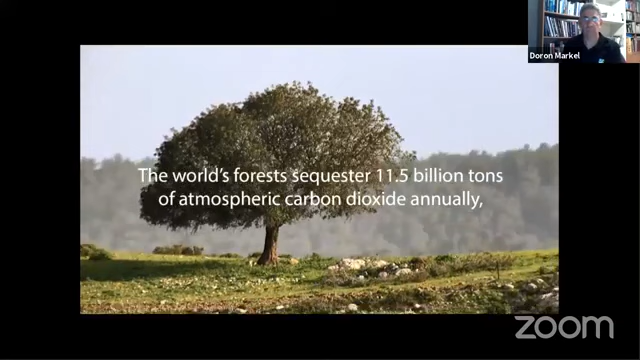 Doron Markel
The world's forests sequester 11.5 billion tons
of atmospheric carbon dioxide annually,
zoom